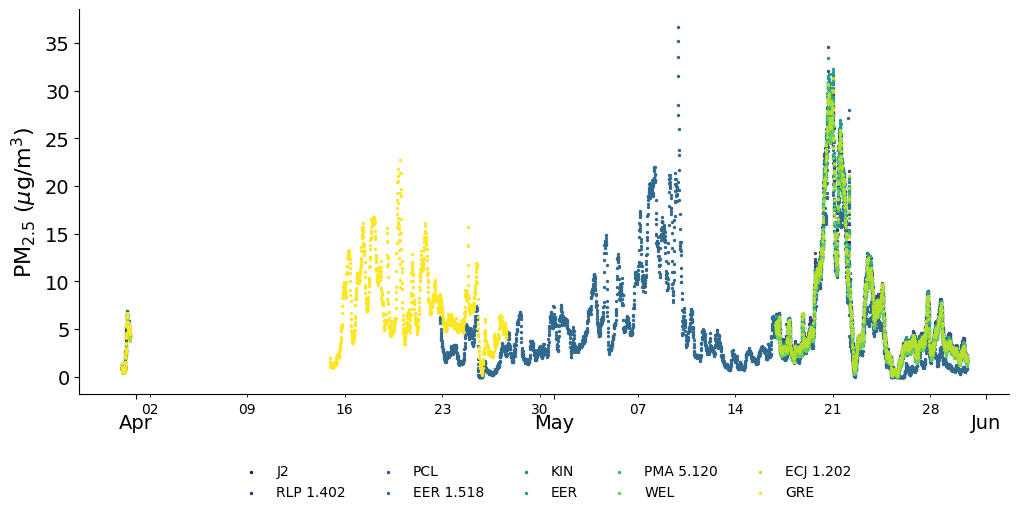 PM2.5 (μg/m3)
35
30
25
20
15
10
5
0
02 09 16 23 30 07 14 21 28
Apr May Jun
J2 PCL KIN PMA 5.120 ECJ 1.202
RLP 1.402 EER 1.518 EER WEL GRE